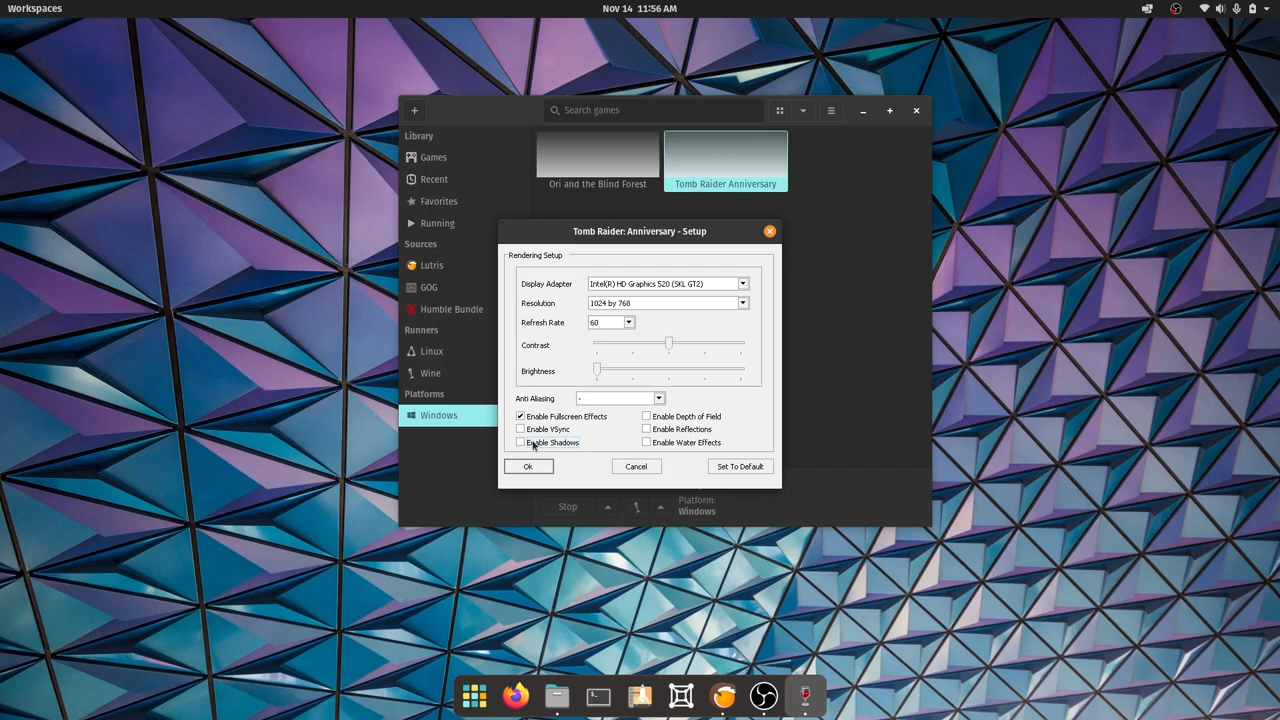 Workspaces
Nov 14 11:56 AM
Search games
Library
Games
Recent
Favorites
Running
Sources
Lutris
GOG
Humble Bundle
Runners
Linux
Wine
Platforms
Windows
Ori and the Blind Forest
Tomb Raider Anniversary
Tomb Raider: Anniversary - Setup
Rendering Setup
Display Adapter
Intel(R) HD Graphics 520 (SKL GT2)
Resolution
1024 by 768
Refresh Rate
60
Contrast
Brightness
Anti Aliasing
-
Enable Fullscreen Effects
Enable Depth of Field
Enable VSync
Enable Reflections
Enable Shadows
Enable Water Effects
Ok
Cancel
Set To Default
Stop
Platform:
Windows